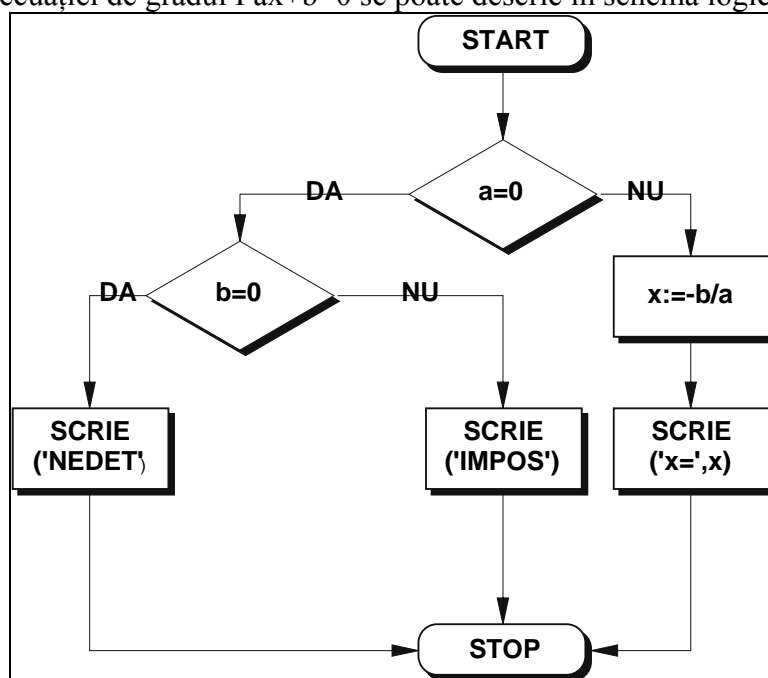 ecuației de gradul I ax+b=0 se poate descrie în schema logic
START
DA
a=0
NU
DA
b=0
NU
x:=-b/a
SCRIE
('NEDET')
SCRIE
('IMPOS')
SCRIE
('x=',x)
STOP